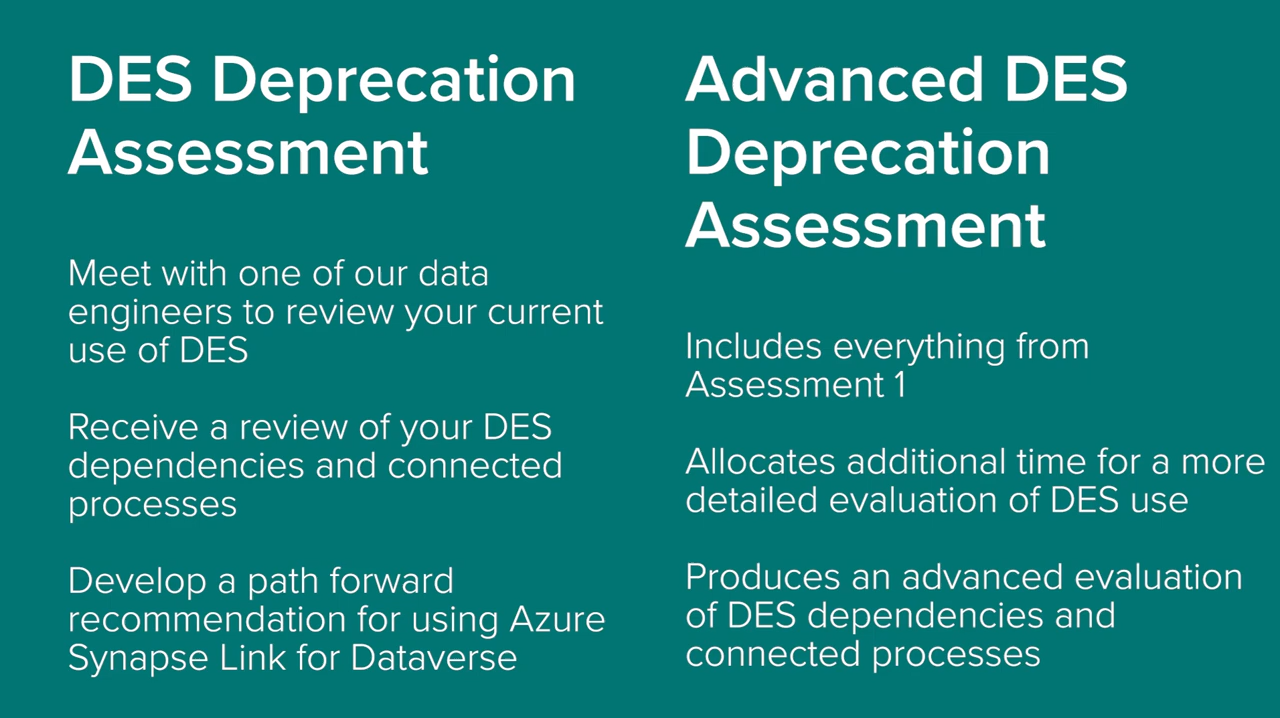 DES Deprecation
Assessment
Meet with one of our data
engineers to review your current
use of DES
Receive a review of your DES
dependencies and connected
processes
Develop a path forward
recommendation for using Azure
Synapse Link for Dataverse
Advanced DES
Deprecation
Assessment
Includes everything from
Assessment 1
Allocates additional time for a more
detailed evaluation of DES use
Produces an advanced evaluation
of DES dependencies and
connected processes